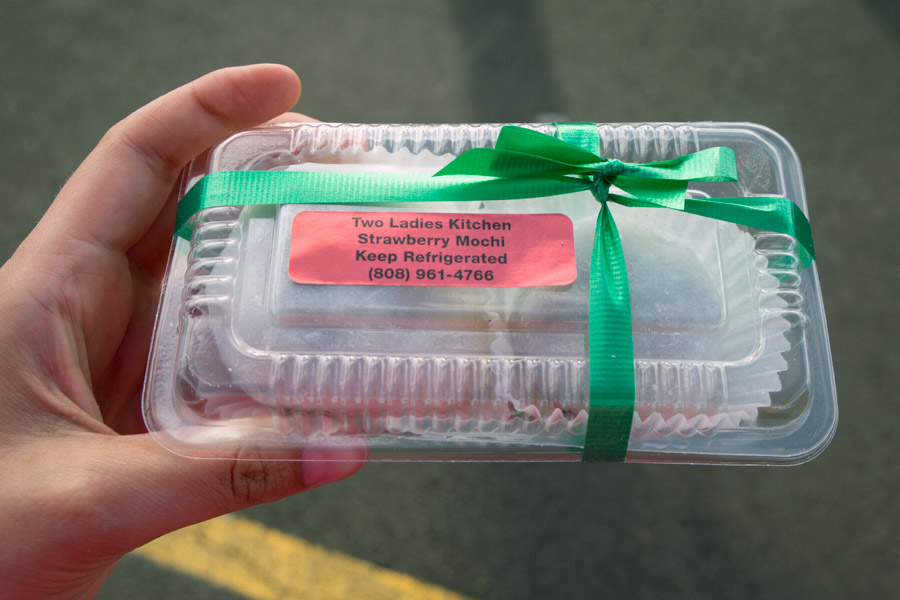 Two Ladies Kitchen
Strawberry Mochi
Keep Refrigerated
(808) 961-4766